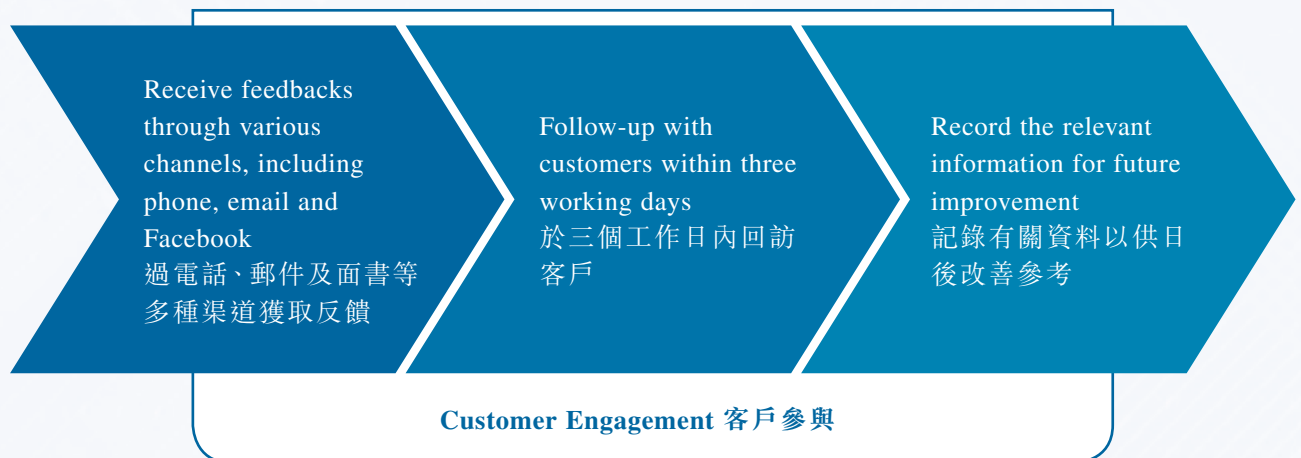 Receive feedbacks
through various
channels, including
phone, email and
Facebook
過電話、郵件及面書等
多種渠道獲取反饋
Follow-up with
customers within three
working days
於三個工作日內回訪
客戶
Record the relevant
information for future
improvement
記錄有關資料以供日
後改善參考
Customer Engagement 客戶參與